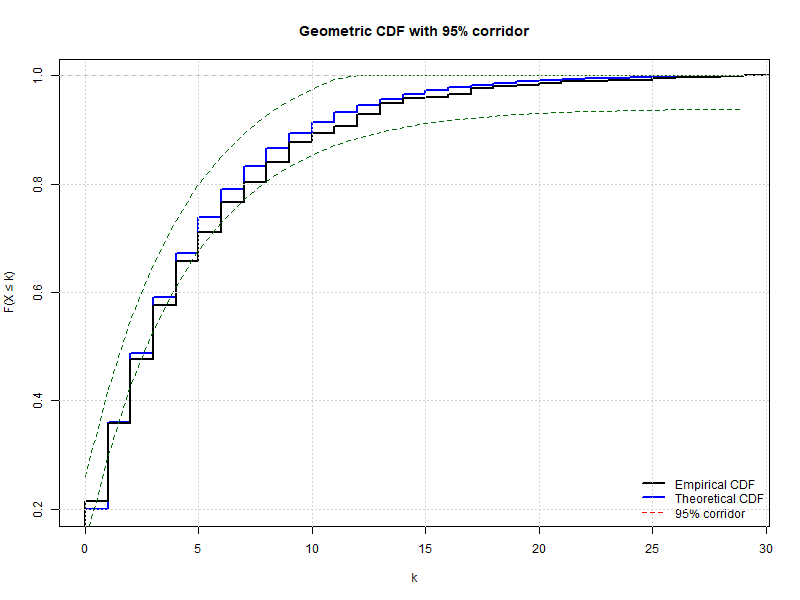 Geometric CDF with 95% corridor
F(X ≤ k)
1.0
0.8
0.6
0.4
0.2
Empirical CDF
Theoretical CDF
95% corridor
0 5 10 15 20 25 30
k